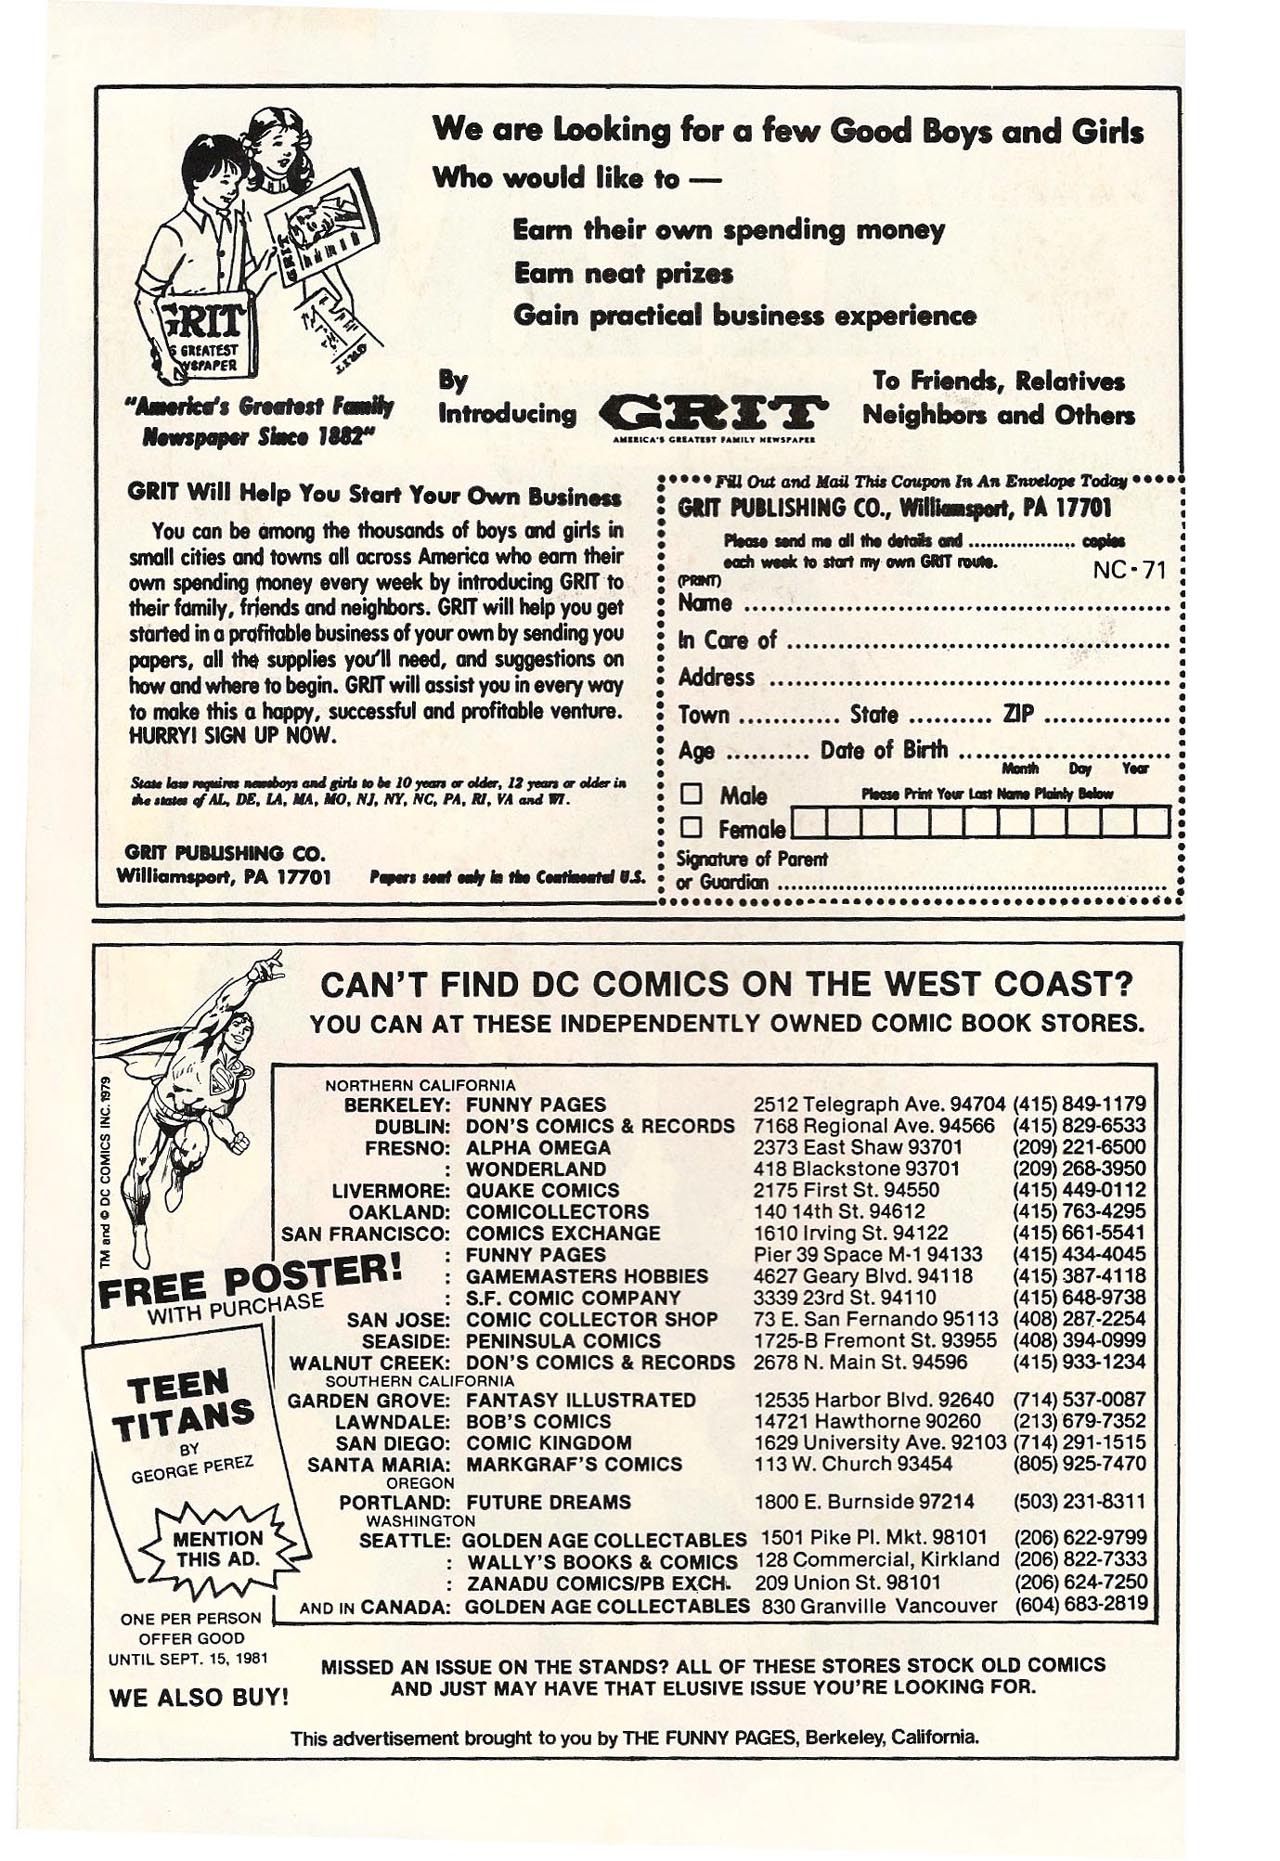 We are Looking for a few Good Boys and Girls
Who would like to —
Earn their own spending money
Earn neat prizes
Gain practical business experience
GRIT
GRIT
GRIT
S GREATEST
WSPAPER
"America's Greatest Family
Newspaper Since 1882"
By
Introducing
GRIT
AMERICA'S GREATEST FAMILY NEWSPAPER
To Friends, Relatives
Neighbors and Others
GRIT Will Help You Start Your Own Business
You can be among the thousands of boys and girls in
small cities and towns all across America who earn their
own spending money every week by introducing GRIT to
their family, friends and neighbors. GRIT will help you get
started in a profitable business of your own by sending you
papers, all the supplies you'll need, and suggestions on
how and where to begin. GRIT will assist you in every way
to make this a happy, successful and profitable venture.
HURRY! SIGN UP NOW.
State law requires newsboys and girls to be 10 years or older, 12 years or older in
the states of AL, DE, LA, MA, MO, NJ, NY, NC, PA, RI, VA and WI.
GRIT PUBLISHING CO.
Williamsport, PA 17701 Papers sent only in the Continental U.S.
Fill Out and Mail This Coupon In An Envelope Today
GRIT PUBLISHING CO., Williamsport, PA 17701
Please send me all the details and .................. copies
each week to start my own GRIT route.
NC-71
(PRINT)
Name ..................
In Care of ..................
Address ..................
Town ............ State .......... ZIP ...............
Age .......... Date of Birth ..................
Month Day Year
Male Please Print Your Last Name Plainly Below
Female
Signature of Parent
or Guardian ..................
CAN'T FIND DC COMICS ON THE WEST COAST?
YOU CAN AT THESE INDEPENDENTLY OWNED COMIC BOOK STORES.
TM and © DC COMICS INC. 1979
NORTHERN CALIFORNIA
BERKELEY: FUNNY PAGES 2512 Telegraph Ave. 94704 (415) 849-1179
DUBLIN: DON'S COMICS & RECORDS 7168 Regional Ave. 94566 (415) 829-6533
FRESNO: ALPHA OMEGA 2373 East Shaw 93701 (209) 221-6500
: WONDERLAND 418 Blackstone 93701 (209) 268-3950
LIVERMORE: QUAKE COMICS 2175 First St. 94550 (415) 449-0112
OAKLAND: COMICOLLECTORS 140 14th St. 94612 (415) 763-4295
SAN FRANCISCO: COMICS EXCHANGE 1610 Irving St. 94122 (415) 661-5541
: FUNNY PAGES Pier 39 Space M-1 94133 (415) 434-4045
: GAMEMASTERS HOBBIES 4627 Geary Blvd. 94118 (415) 387-4118
: S.F. COMIC COMPANY 3339 23rd St. 94110 (415) 648-9738
SAN JOSE: COMIC COLLECTOR SHOP 73 E. San Fernando 95113 (408) 287-2254
SEASIDE: PENINSULA COMICS 1725-B Fremont St. 93955 (408) 394-0999
WALNUT CREEK: DON'S COMICS & RECORDS 2678 N. Main St. 94596 (415) 933-1234
SOUTHERN CALIFORNIA
GARDEN GROVE: FANTASY ILLUSTRATED 12535 Harbor Blvd. 92640 (714) 537-0087
LAWNDALE: BOB'S COMICS 14721 Hawthorne 90260 (213) 679-7352
SAN DIEGO: COMIC KINGDOM 1629 University Ave. 92103 (714) 291-1515
SANTA MARIA: MARKGRAF'S COMICS 113 W. Church 93454 (805) 925-7470
OREGON
PORTLAND: FUTURE DREAMS 1800 E. Burnside 97214 (503) 231-8311
WASHINGTON
SEATTLE: GOLDEN AGE COLLECTABLES 1501 Pike Pl. Mkt. 98101 (206) 622-9799
: WALLY'S BOOKS & COMICS 128 Commercial, Kirkland (206) 822-7333
: ZANADU COMICS/PB EXCH. 209 Union St. 98101 (206) 624-7250
AND IN CANADA: GOLDEN AGE COLLECTABLES 830 Granville Vancouver (604) 683-2819
FREE POSTER!
WITH PURCHASE
TEEN
TITANS
BY
GEORGE PEREZ
MENTION
THIS AD.
ONE PER PERSON
OFFER GOOD
UNTIL SEPT. 15, 1981
WE ALSO BUY!
MISSED AN ISSUE ON THE STANDS? ALL OF THESE STORES STOCK OLD COMICS
AND JUST MAY HAVE THAT ELUSIVE ISSUE YOU'RE LOOKING FOR.
This advertisement brought to you by THE FUNNY PAGES, Berkeley, California.